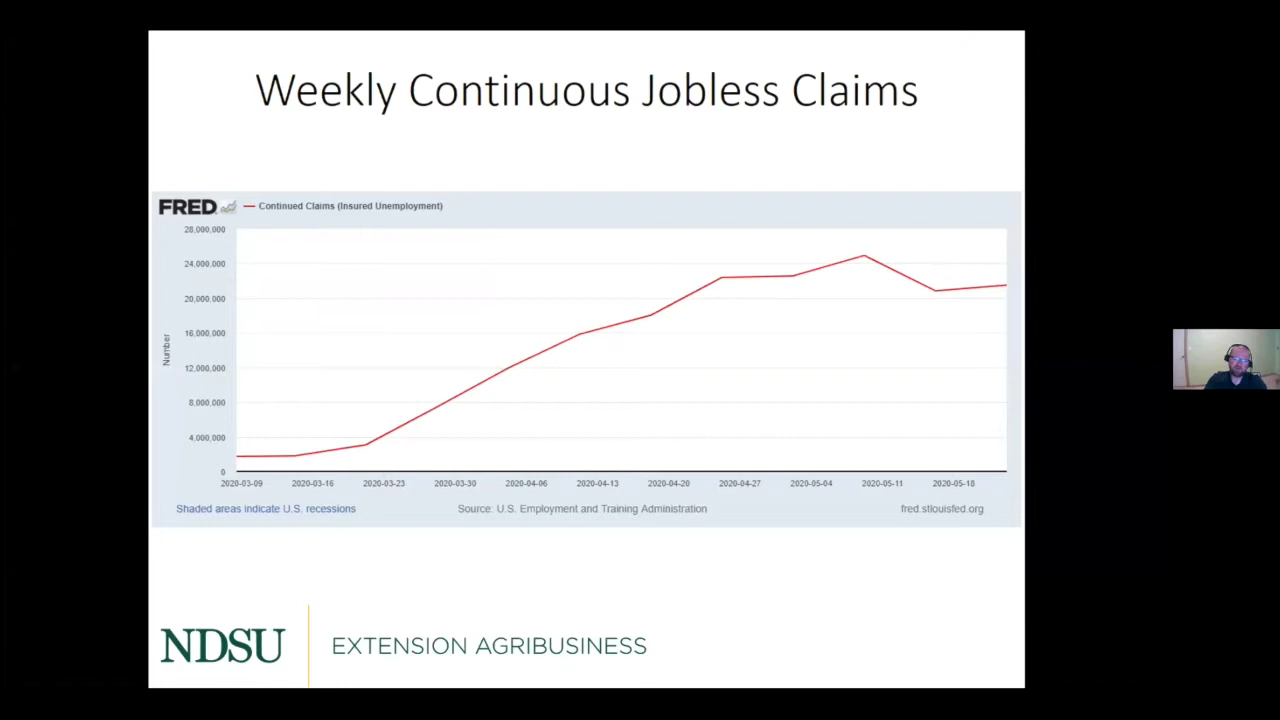 Weekly Continuous Jobless Claims
FRED
Continued Claims (Insured Unemployment)
28,000,000
24,000,000
20,000,000
16,000,000
12,000,000
8,000,000
4,000,000
0
Number
2020-03-09 2020-03-16 2020-03-23 2020-03-30 2020-04-06 2020-04-13 2020-04-20 2020-04-27 2020-05-04 2020-05-11 2020-05-18
Shaded areas indicate U.S. recessions Source: U.S. Employment and Training Administration fred.stlouisfed.org
NDSU EXTENSION AGRIBUSINESS